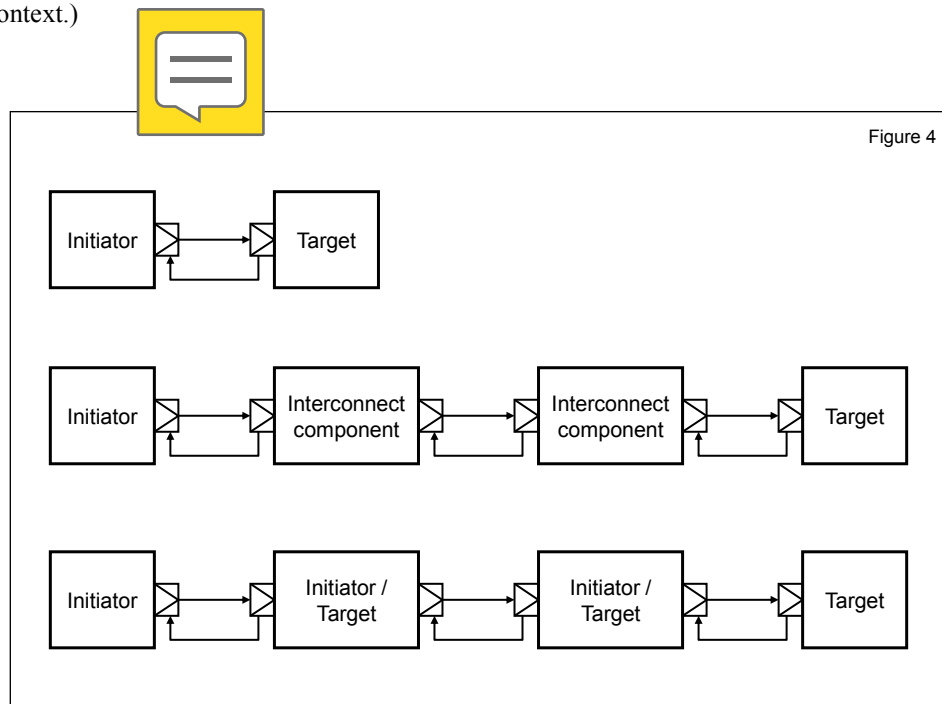 ontext.)
Figure 4
Initiator
Target
Initiator
Interconnect
component
Interconnect
component
Target
Initiator
Initiator /
Target
Initiator /
Target
Target